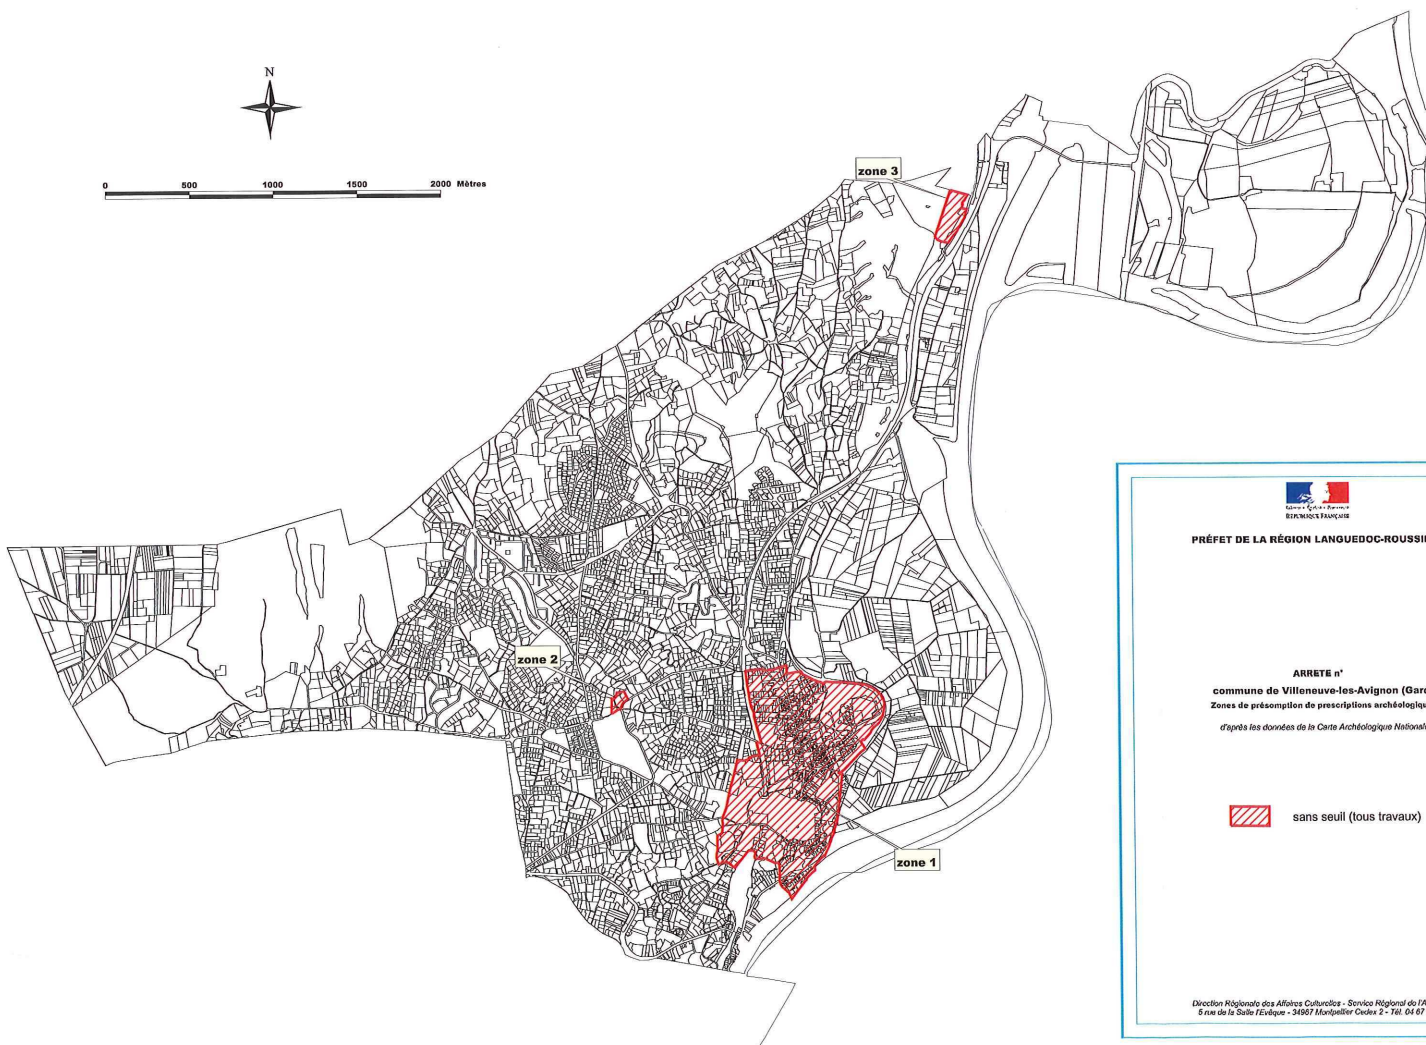 N
0 500 1000 1500 2000 Mètres
zone 3
zone 2
zone 1
RÉPUBLIQUE FRANÇAISE
PRÉFET DE LA RÉGION LANGUEDOC-ROUSSI
ARRETE n°
commune de Villeneuve-les-Avignon (Gar
Zones de présomption de prescriptions archéologiqu
d'après les données de la Carte Archéologique National
sans seuil (tous travaux)
Direction Régionale des Affaires Culturelles - Service Régional de l'A
5 rue de la Salle l'Evêque - 34967 Montpellier Cedex 2 - Tél. 04 67